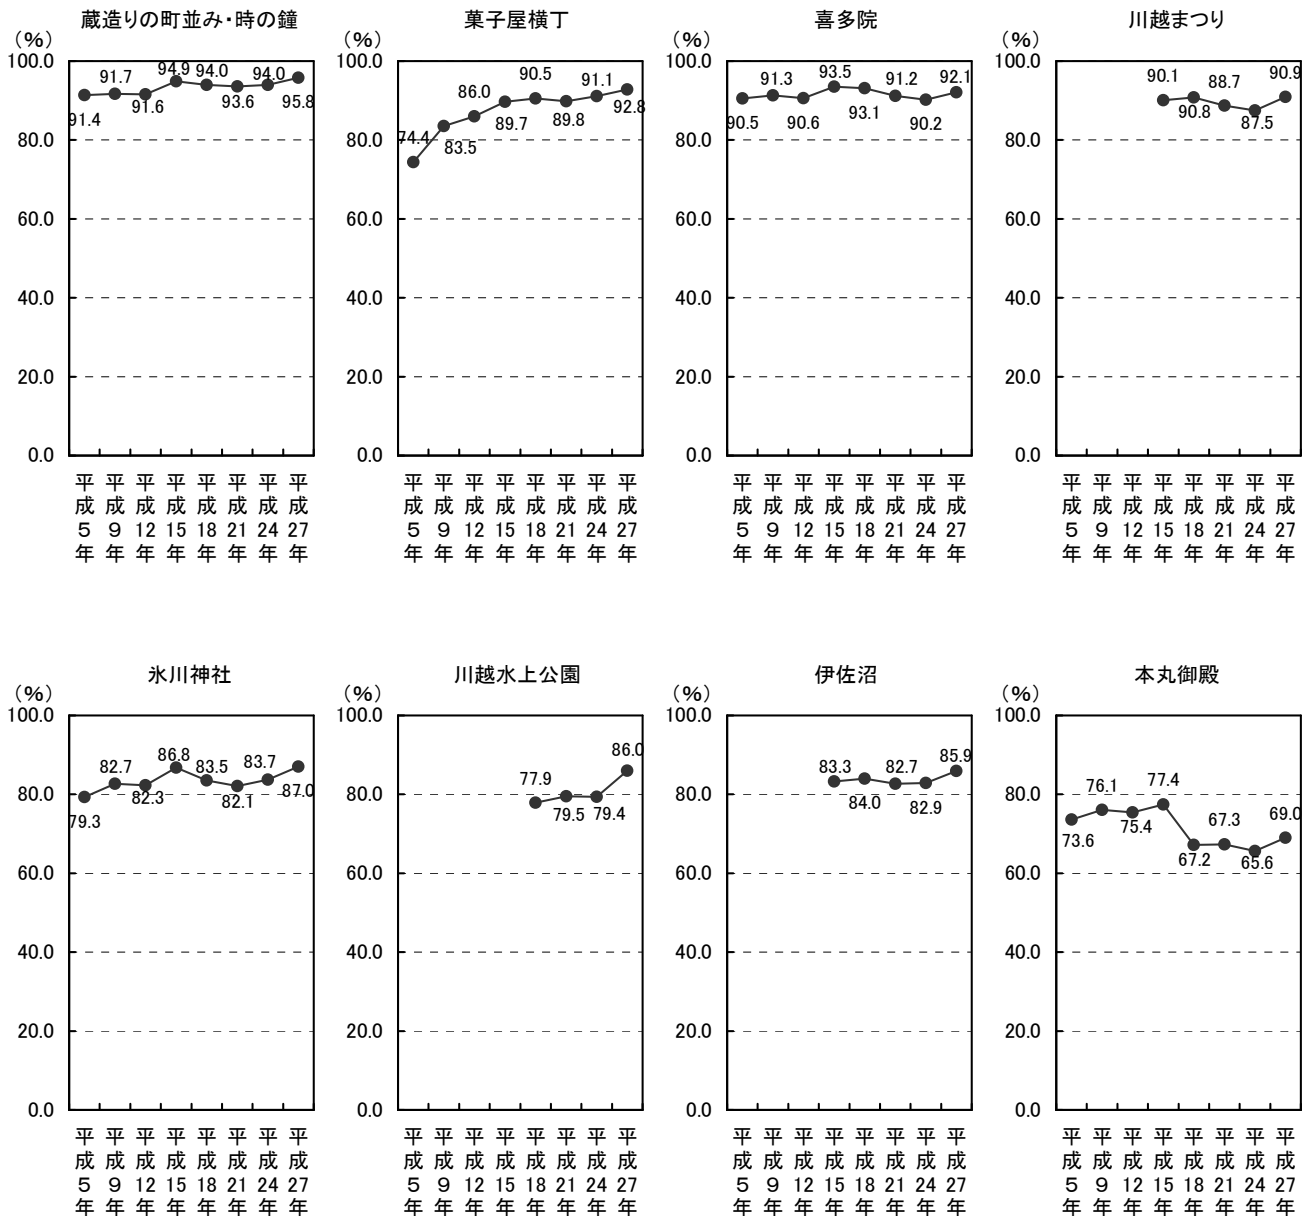 蔵造りの町並み・時の鐘
(%)
100.0
80.0
60.0
40.0
20.0
0.0
91.4
91.7
91.6
94.9
94.0
93.6
94.0
95.8
平成5年
平成9年
平成12年
平成15年
平成18年
平成21年
平成24年
平成27年
菓子屋横丁
(%)
100.0
80.0
60.0
40.0
20.0
0.0
74.4
83.5
86.0
89.7
90.5
89.8
91.1
92.8
平成5年
平成9年
平成12年
平成15年
平成18年
平成21年
平成24年
平成27年
喜多院
(%)
100.0
80.0
60.0
40.0
20.0
0.0
90.5
91.3
90.6
93.5
93.1
91.2
90.2
92.1
平成5年
平成9年
平成12年
平成15年
平成18年
平成21年
平成24年
平成27年
川越まつり
(%)
100.0
80.0
60.0
40.0
20.0
0.0
90.1
90.8
88.7
87.5
90.9
平成5年
平成9年
平成12年
平成15年
平成18年
平成21年
平成24年
平成27年
氷川神社
(%)
100.0
80.0
60.0
40.0
20.0
0.0
79.3
82.7
82.3
86.8
83.5
82.1
83.7
87.0
平成5年
平成9年
平成12年
平成15年
平成18年
平成21年
平成24年
平成27年
川越水上公園
(%)
100.0
80.0
60.0
40.0
20.0
0.0
77.9
79.5
79.4
86.0
平成5年
平成9年
平成12年
平成15年
平成18年
平成21年
平成24年
平成27年
伊佐沼
(%)
100.0
80.0
60.0
40.0
20.0
0.0
83.3
84.0
82.7
82.9
85.9
平成5年
平成9年
平成12年
平成15年
平成18年
平成21年
平成24年
平成27年
本丸御殿
(%)
100.0
80.0
60.0
40.0
20.0
0.0
73.6
76.1
75.4
77.4
67.2
67.3
65.6
69.0
平成5年
平成9年
平成12年
平成15年
平成18年
平成21年
平成24年
平成27年